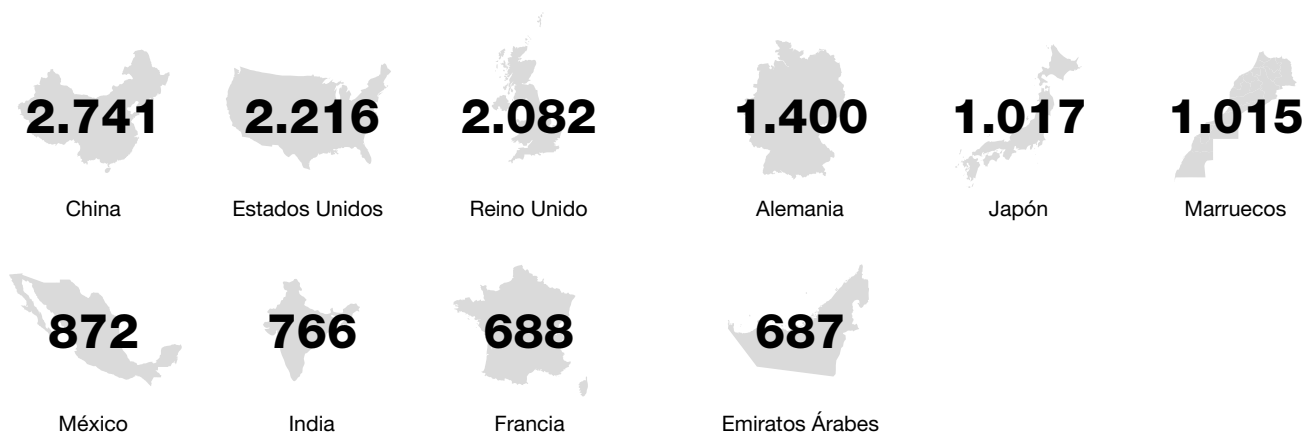 2.741 2.216 2.082 1.400 1.017 1.015
China Estados Unidos Reino Unido Alemania Japón Marruecos
872 766 688 687
México India Francia Emiratos Árabes